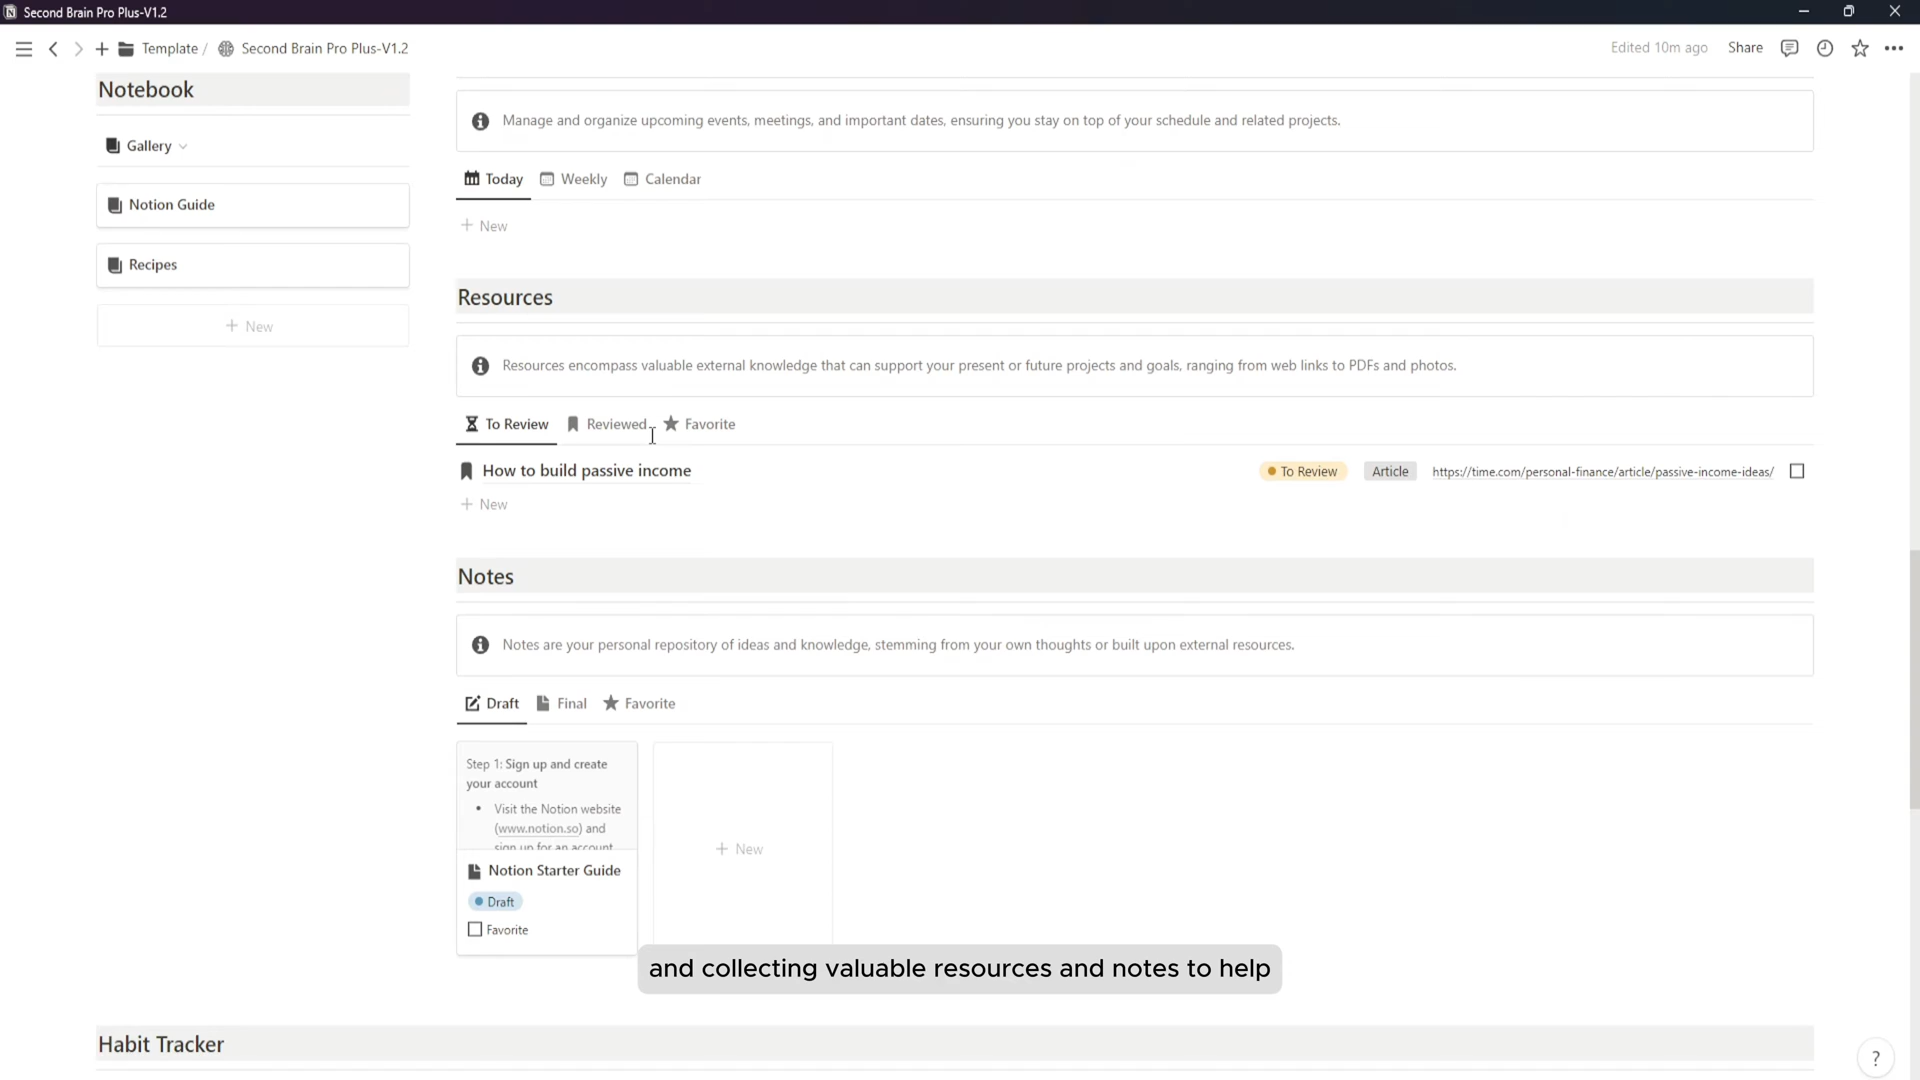 Second Brain Pro Plus-V1.2
Template / Second Brain Pro Plus-V1.2
Edited 10m ago Share
Notebook
Gallery
Notion Guide
Recipes
+ New
Manage and organize upcoming events, meetings, and important dates, ensuring you stay on top of your schedule and related projects.
Today Weekly Calendar
+ New
Resources
Resources encompass valuable external knowledge that can support your present or future projects and goals, ranging from web links to PDFs and photos.
To Review Reviewed Favorite
How to build passive income To Review Article https://time.com/personal-finance/article/passive-income-ideas/
+ New
Notes
Notes are your personal repository of ideas and knowledge, stemming from your own thoughts or built upon external resources.
Draft Final Favorite
Step 1: Sign up and create
your account
• Visit the Notion website
(www.notion.so) and
sign up for an account
Notion Starter Guide
Draft
Favorite
+ New
and collecting valuable resources and notes to help
Habit Tracker
?